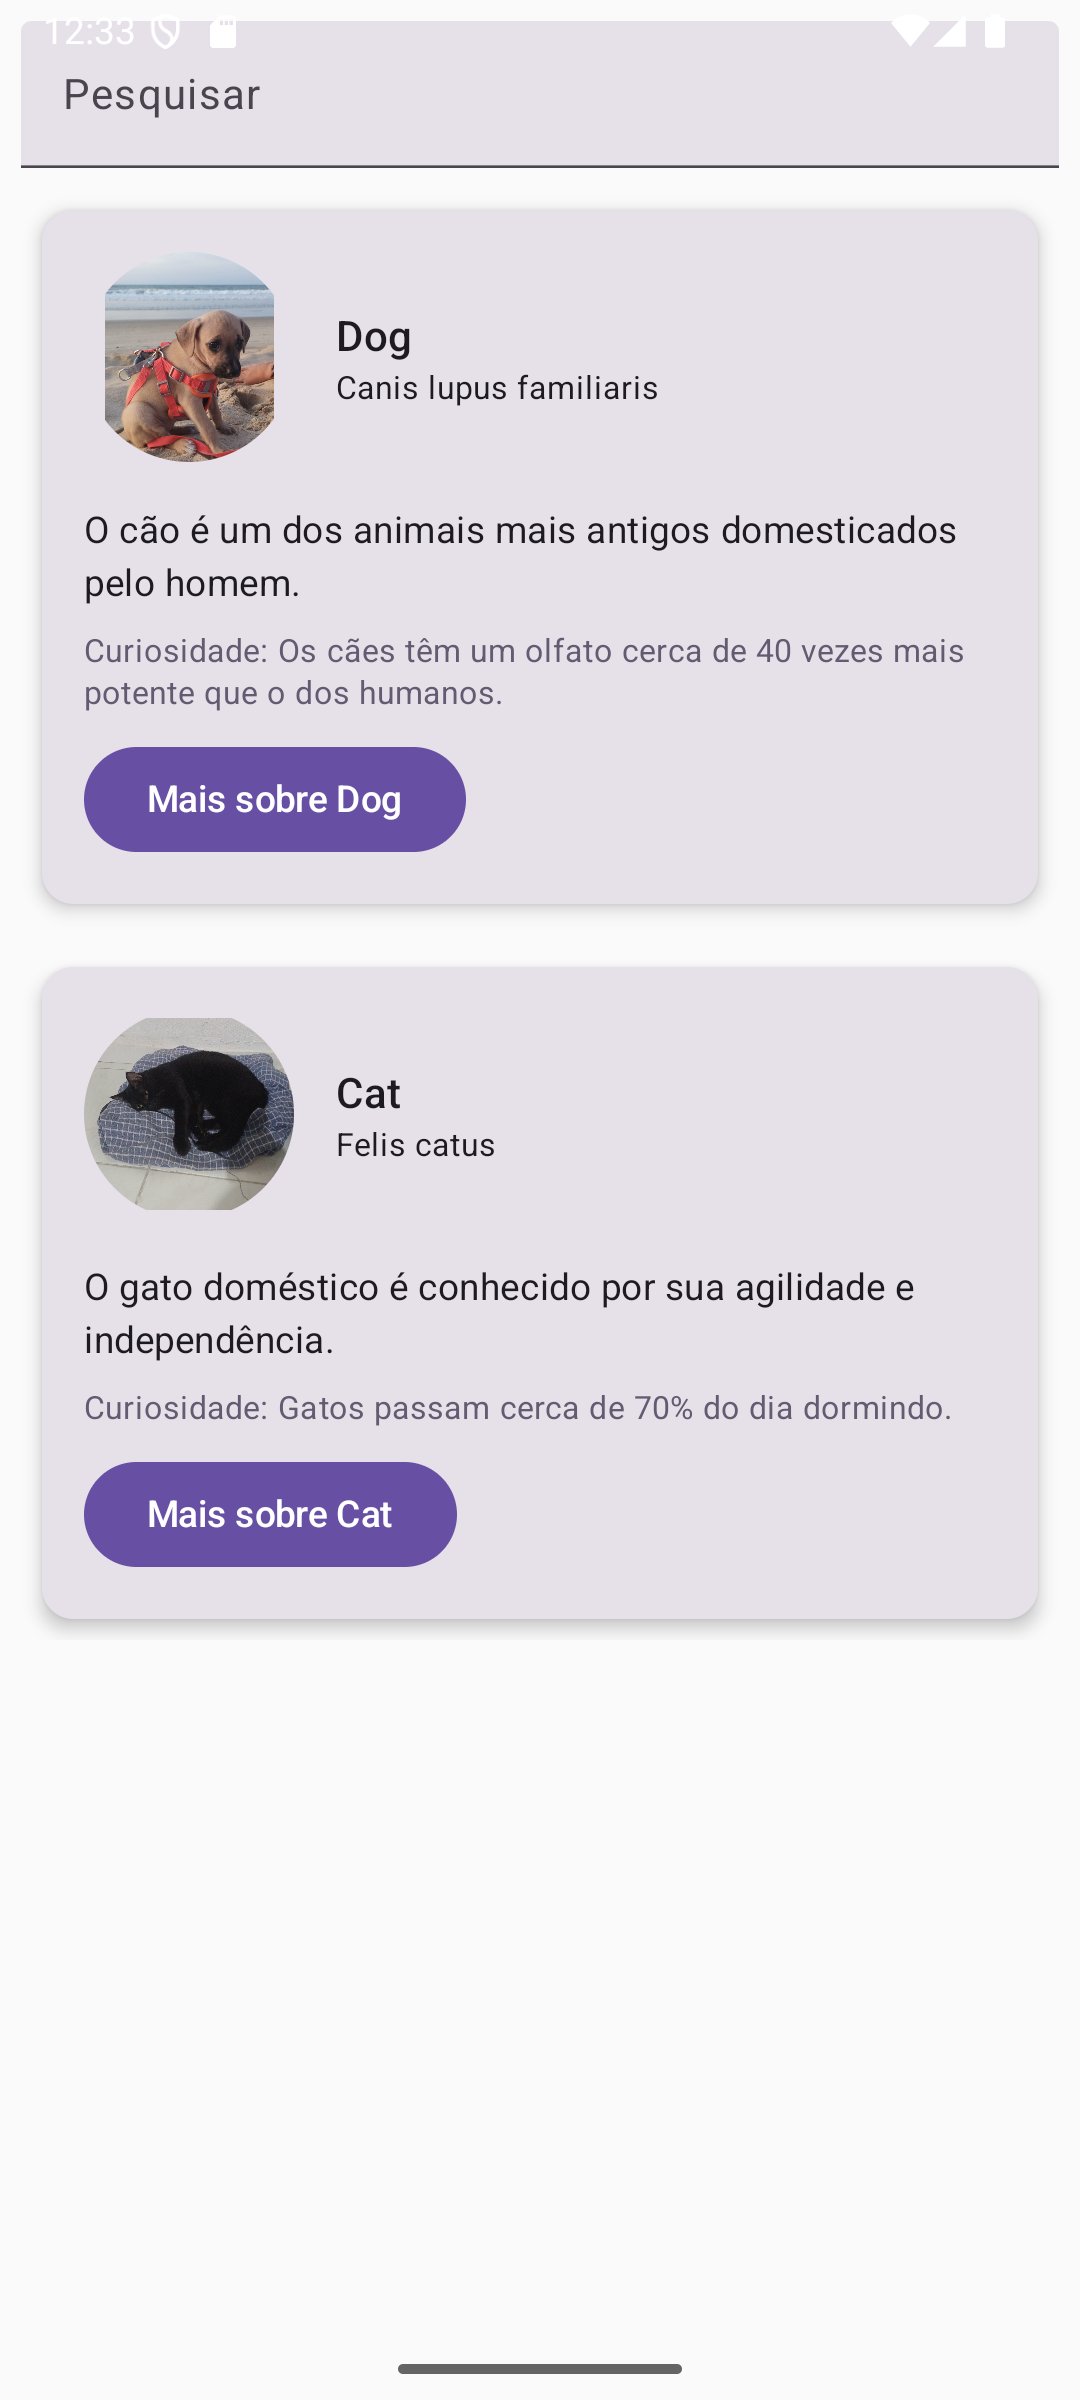 12:33
Pesquisar
Dog
Canis lupus familiaris
O cão é um dos animais mais antigos domesticados
pelo homem.
Curiosidade: Os cães têm um olfato cerca de 40 vezes mais
potente que o dos humanos.
Mais sobre Dog
Cat
Felis catus
O gato doméstico é conhecido por sua agilidade e
independência.
Curiosidade: Gatos passam cerca de 70% do dia dormindo.
Mais sobre Cat